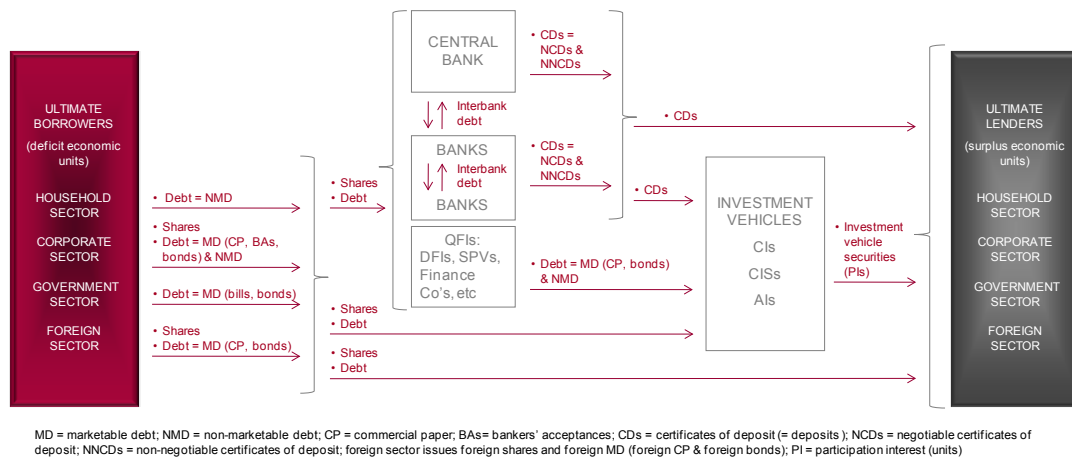 ULTIMATE
BORROWERS
(deficit economic
units)
HOUSEHOLD
SECTOR
CORPORATE
SECTOR
GOVERNMENT
SECTOR
FOREIGN
SECTOR
• Debt = NMD
• Shares
• Debt = MD (CP, BAs,
bonds) & NMD
• Debt = MD (bills, bonds)
• Shares
• Debt = MD (CP, bonds)
• Shares
• Debt
CENTRAL
BANK
Interbank
debt
BANKS
Interbank
debt
BANKS
QFIs:
DFIs, SPVs,
Finance
Co's, etc
• CDs =
NCDs &
NNCDs
• CDs =
NCDs &
NNCDs
• Debt = MD (CP, bonds)
& NMD
• Shares
• Debt
• Shares
• Debt
• CDs
• CDs
INVESTMENT
VEHICLES
CIs
CISs
AIs
• Investment
vehicle
securities
(PIs)
ULTIMATE
LENDERS
(surplus economic
units)
HOUSEHOLD
SECTOR
CORPORATE
SECTOR
GOVERNMENT
SECTOR
FOREIGN
SECTOR
MD = marketable debt; NMD = non-marketable debt; CP = commercial paper; BAs= bankers' acceptances; CDs = certificates of deposit (= deposits); NCDs = negotiable certificates of
deposit; NNCDs = non-negotiable certificates of deposit; foreign sector issues foreign shares and foreign MD (foreign CP & foreign bonds); PI = participation interest (units)